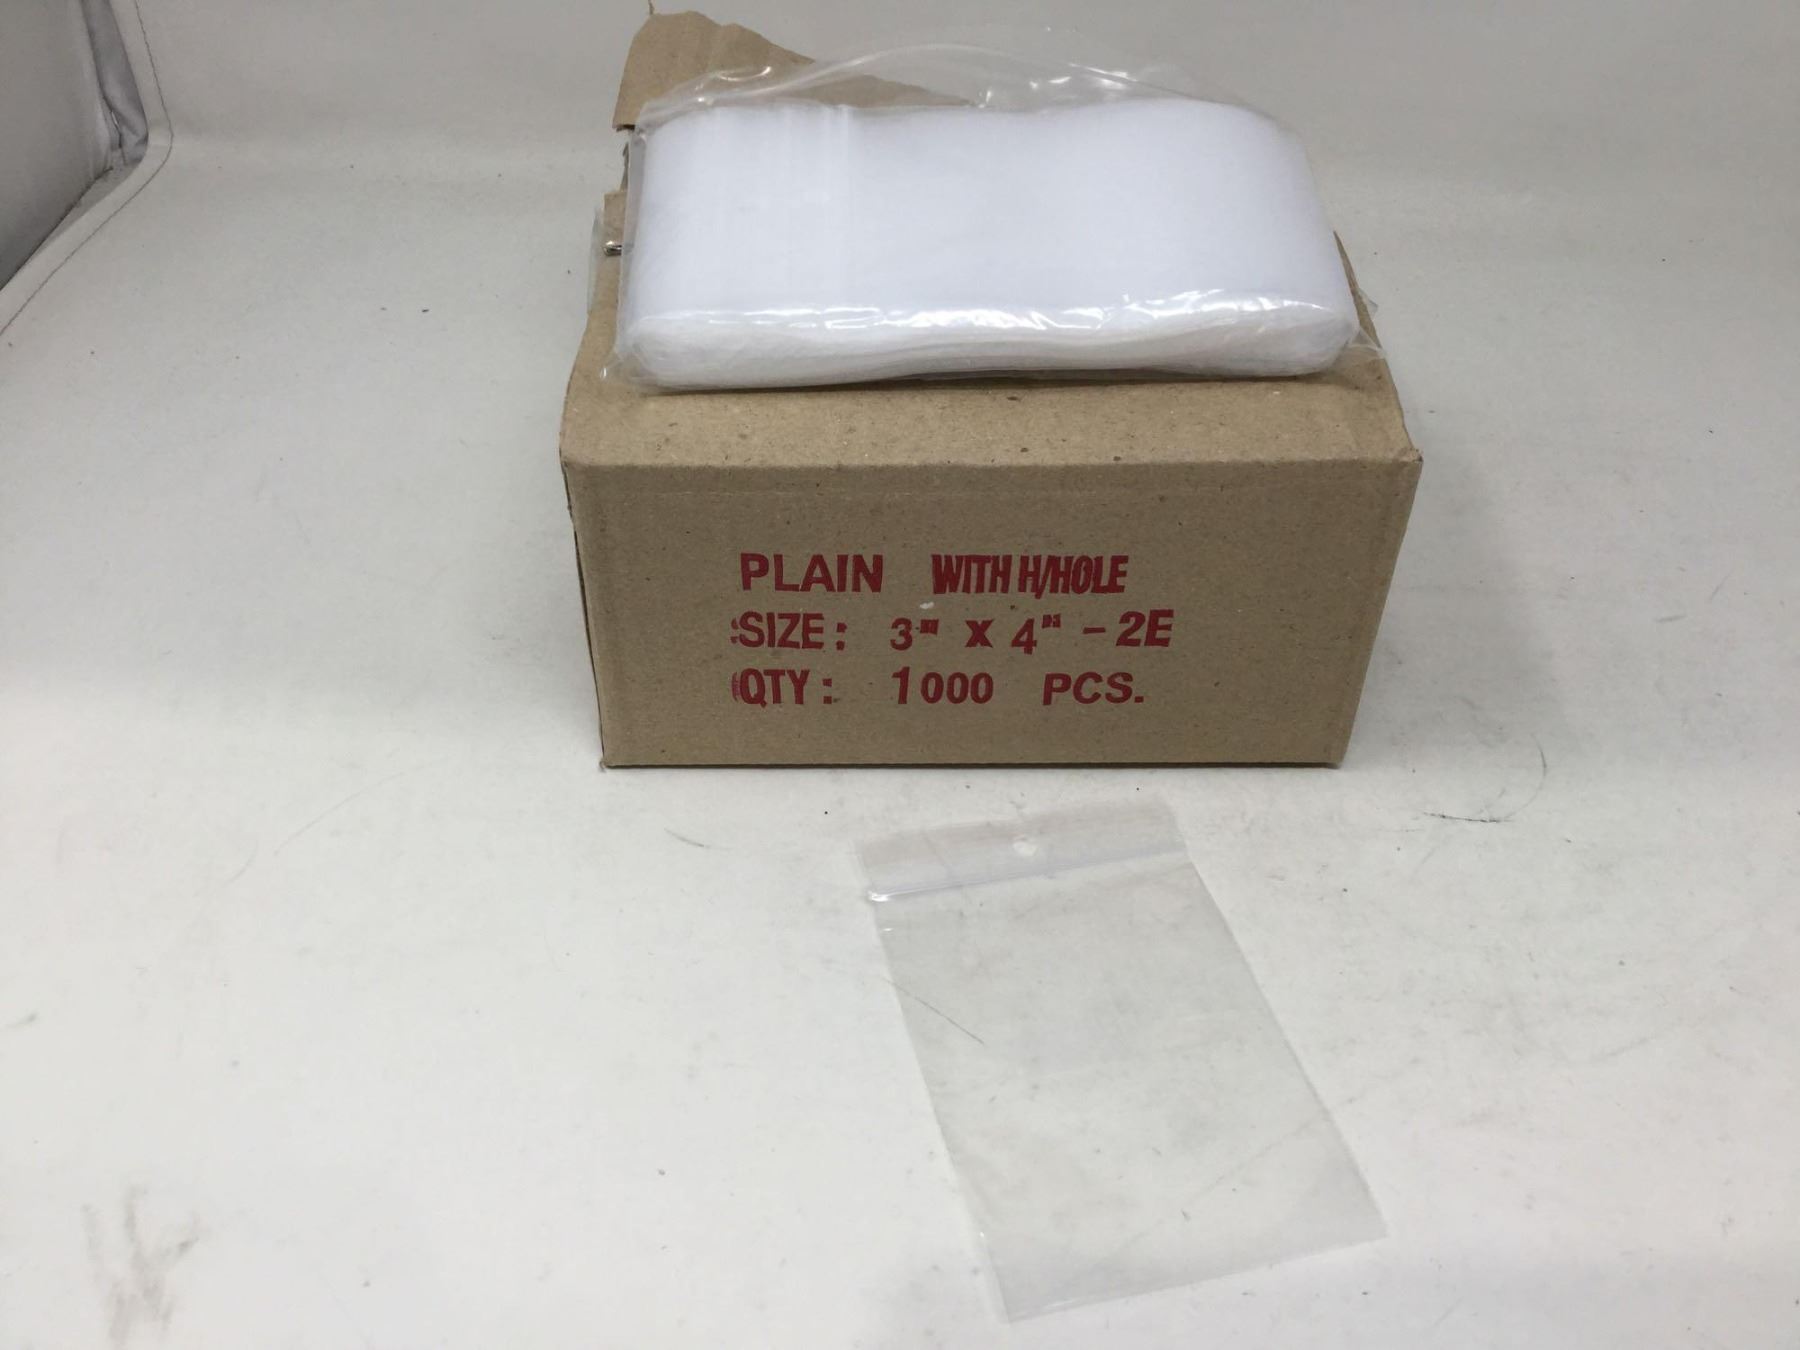 PLAIN WITH H/HOLE
SIZE: 3" X 4" - 2E
QTY: 1000 PCS.